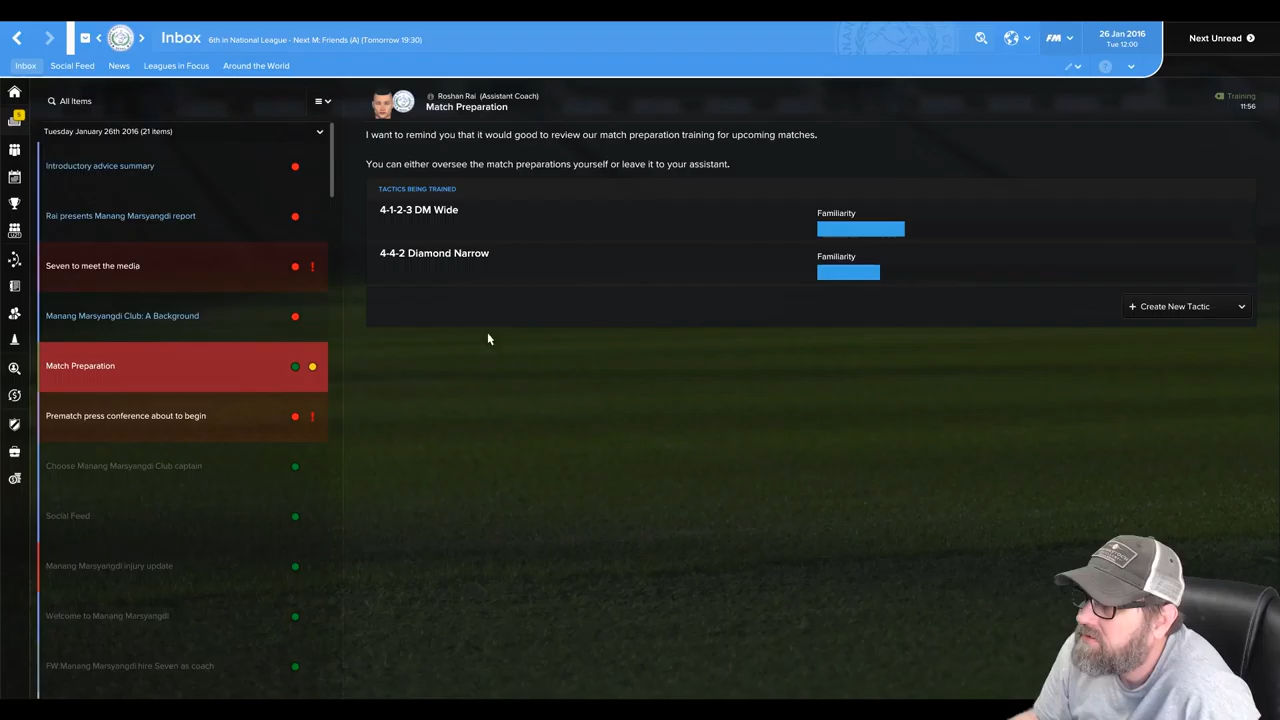 Inbox
6th in National League - Next M: Friends (A) (Tomorrow 19:30)
FM
26 Jan 2016
Tue 12:00
Next Unread
Inbox
Social Feed
News
Leagues in Focus
Around the World
5
All Items
Tuesday January 26th 2016 (21 items)
Introductory advice summary
Rai presents Manang Marsyangdi report
Seven to meet the media
Manang Marsyangdi Club: A Background
Match Preparation
Prematch press conference about to begin
Choose Manang Marsyangdi Club captain
Social Feed
Manang Marsyangdi injury update
Welcome to Manang Marsyangdi
FW:Manang Marsyangdi hire Seven as coach
Roshan Rai (Assistant Coach)
Match Preparation
Training
11:56
I want to remind you that it would good to review our match preparation training for upcoming matches.
You can either oversee the match preparations yourself or leave it to your assistant.
TACTICS BEING TRAINED
4-1-2-3 DM Wide
Familiarity
4-4-2 Diamond Narrow
Familiarity
+ Create New Tactic